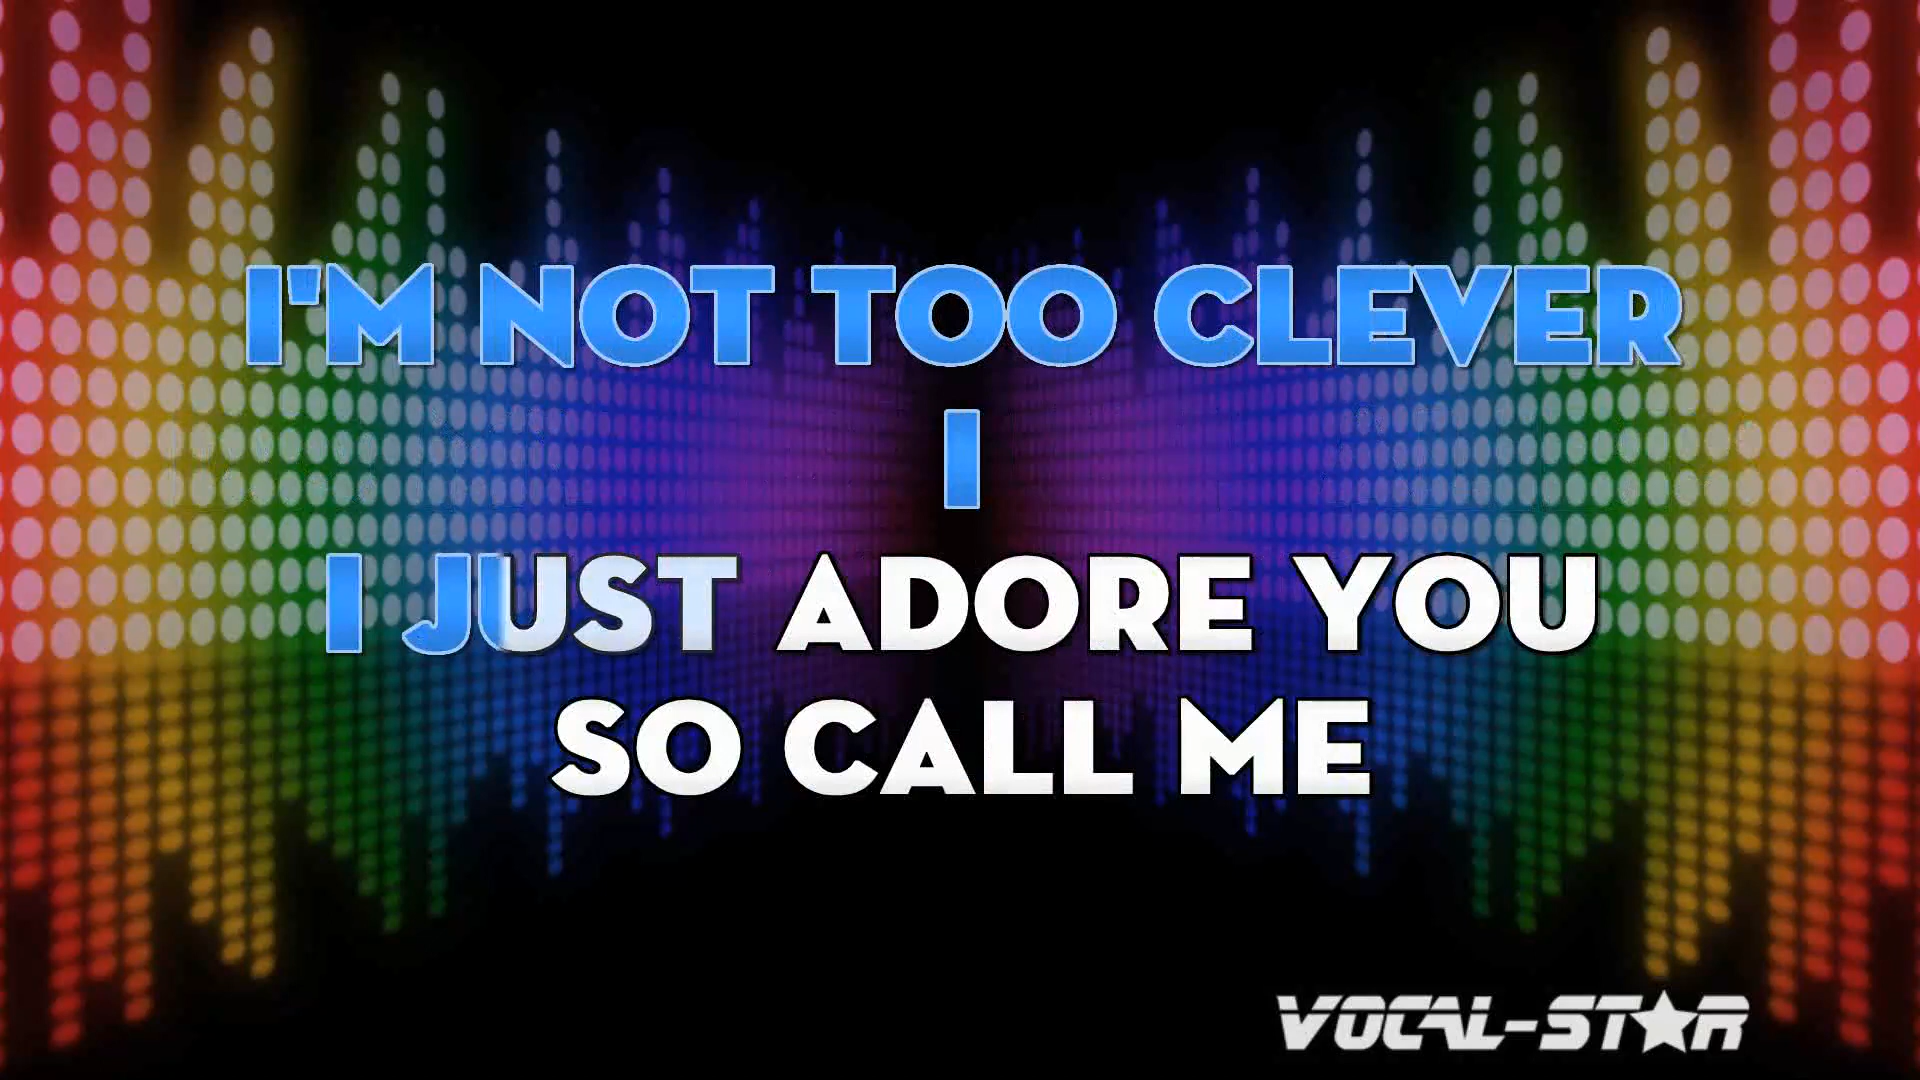 I'M NOT TOO CLEVER
I
I JUST ADORE YOU
SO CALL ME
VOCAL-STAR